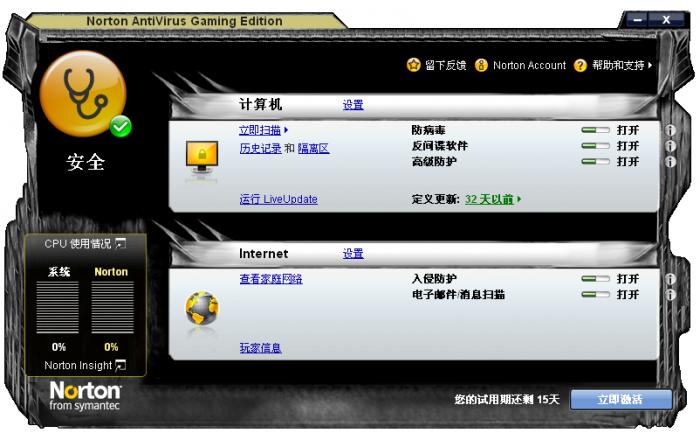 Norton AntiVirus Gaming Edition
留下反馈 Norton Account 帮助和支持
安全
计算机 设置
立即扫描 防病毒 打开
历史记录 和 隔离区 反间谍软件 打开
高级防护 打开
运行 LiveUpdate 定义更新: 32 天以前
CPU 使用情况
系统 Norton
0% 0%
Norton Insight
Internet 设置
查看家庭网络 入侵防护 打开
电子邮件/消息扫描 打开
玩家信息
Norton
from symantec
您的试用期还剩 15天 立即激活